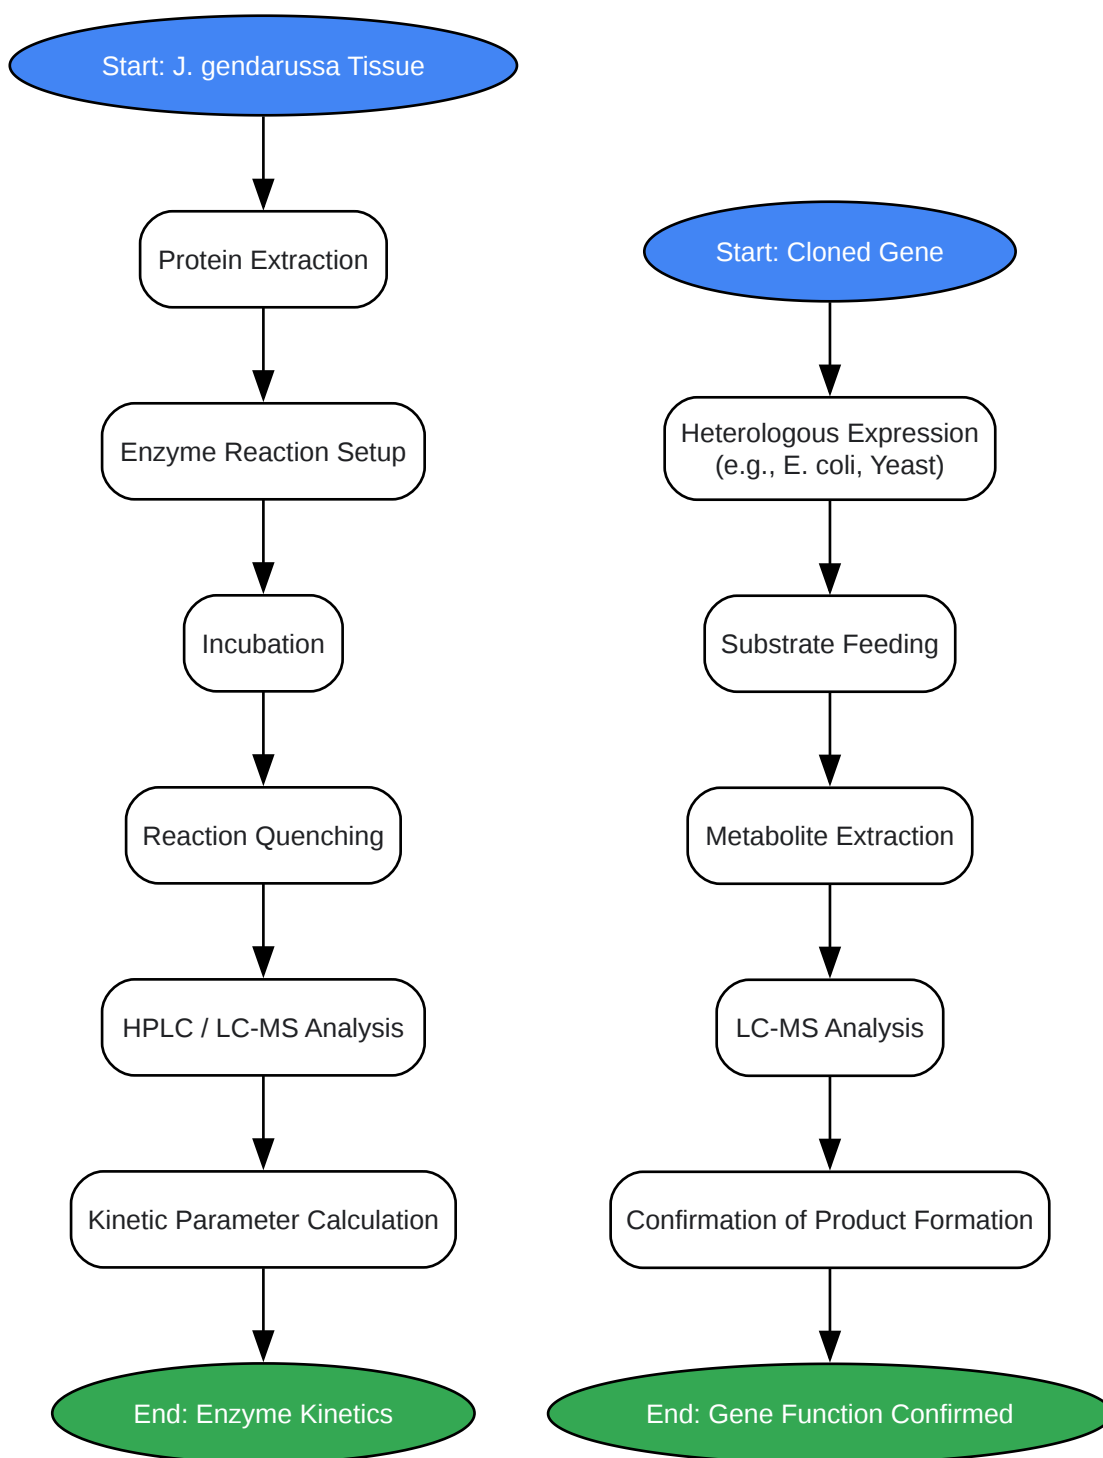 Start: J. gendarussa Tissue
Protein Extraction
Enzyme Reaction Setup
Incubation
Reaction Quenching
HPLC / LC-MS Analysis
Kinetic Parameter Calculation
End: Enzyme Kinetics
Start: Cloned Gene
Heterologous Expression
(e.g., E. coli, Yeast)
Substrate Feeding
Metabolite Extraction
LC-MS Analysis
Confirmation of Product Formation
End: Gene Function Confirmed